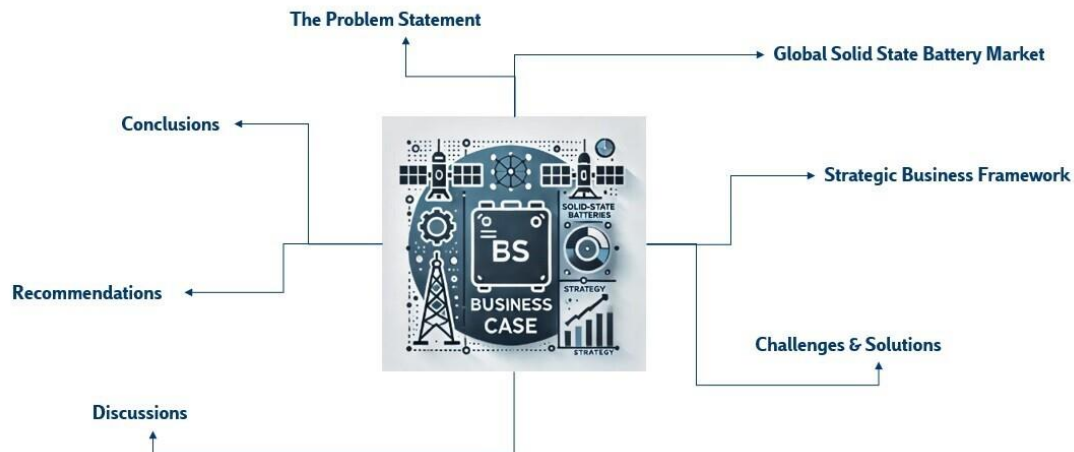 The Problem Statement
Global Solid State Battery Market
Conclusions
Strategic Business Framework
SOLID-STATE
BATTERIES
BS
STRATEGY
BUSINESS
CASE
STRATEGY
Recommendations
Challenges & Solutions
Discussions